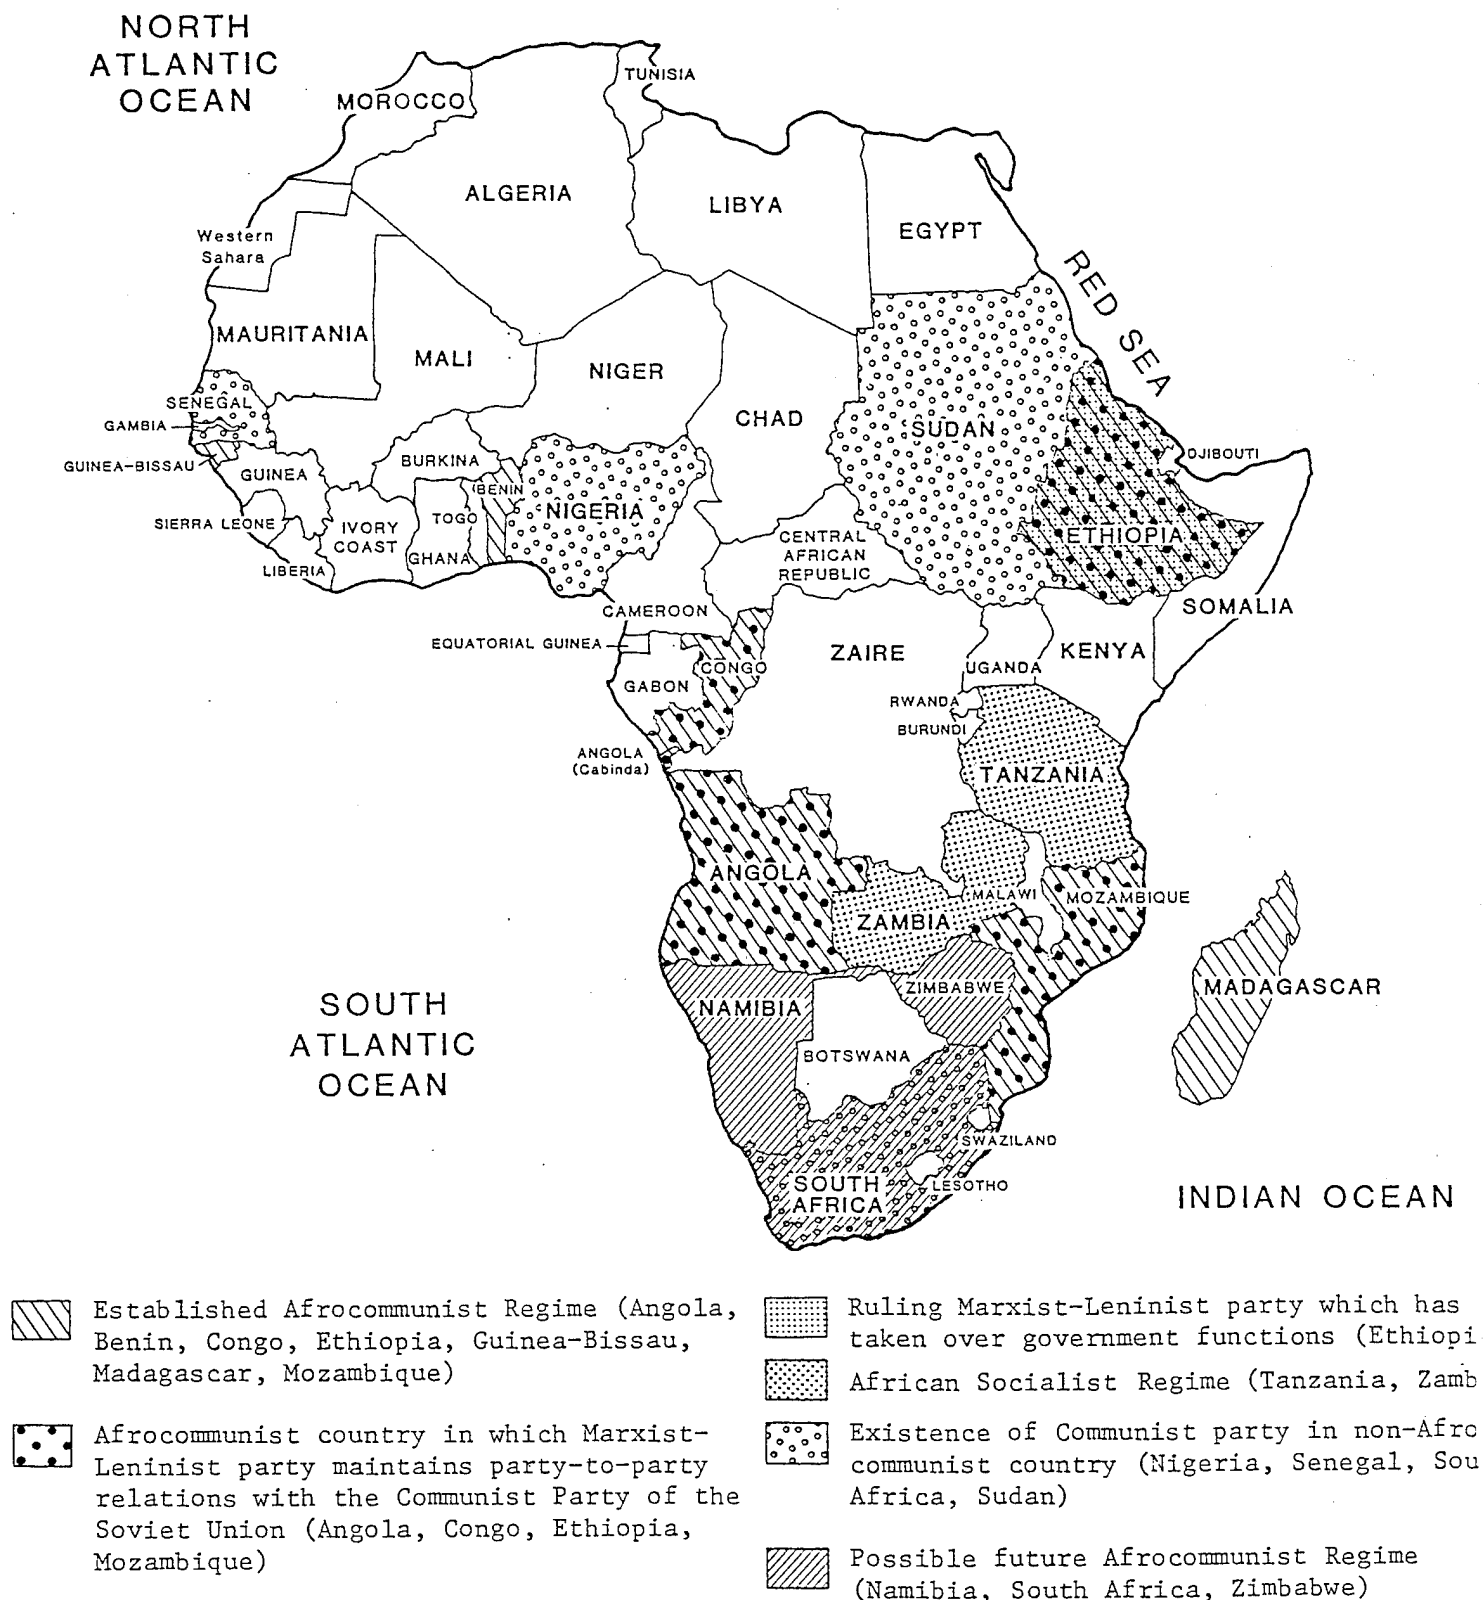 NORTH
ATLANTIC
OCEAN
TUNISIA
MOROCCO
ALGERIA
LIBYA
EGYPT
Western
Sahara
RED SEA
MAURITANIA
MALI
NIGER
CHAD
SUDAN
SENEGAL
GAMBIA
GUINEA-BISSAU
GUINEA
BURKINA
BENIN
NIGERIA
DJIBOUTI
SIERRA LEONE
IVORY
COAST
TOGO
GHANA
LIBERIA
CENTRAL
AFRICAN
REPUBLIC
ETHIOPIA
SOMALIA
CAMEROON
EQUATORIAL GUINEA
CONGO
ZAIRE
UGANDA
KENYA
GABON
RWANDA
BURUNDI
ANGOLA
(Cabinda)
TANZANIA
ANGOLA
MALAWI
MOZAMBIQUE
ZAMBIA
ZIMBABWE
MADAGASCAR
NAMIBIA
BOTSWANA
SOUTH
ATLANTIC
OCEAN
SWAZILAND
LESOTHO
SOUTH
AFRICA
INDIAN OCEAN
Established Afrocommunist Regime (Angola,
Benin, Congo, Ethiopia, Guinea-Bissau,
Madagascar, Mozambique)
Afrocommunist country in which Marxist-
Leninist party maintains party-to-party
relations with the Communist Party of the
Soviet Union (Angola, Congo, Ethiopia,
Mozambique)
Ruling Marxist-Leninist party which has
taken over government functions (Ethiopi
African Socialist Regime (Tanzania, Zamb
Existence of Communist party in non-Afro
communist country (Nigeria, Senegal, Sou
Africa, Sudan)
Possible future Afrocommunist Regime
(Namibia, South Africa, Zimbabwe)